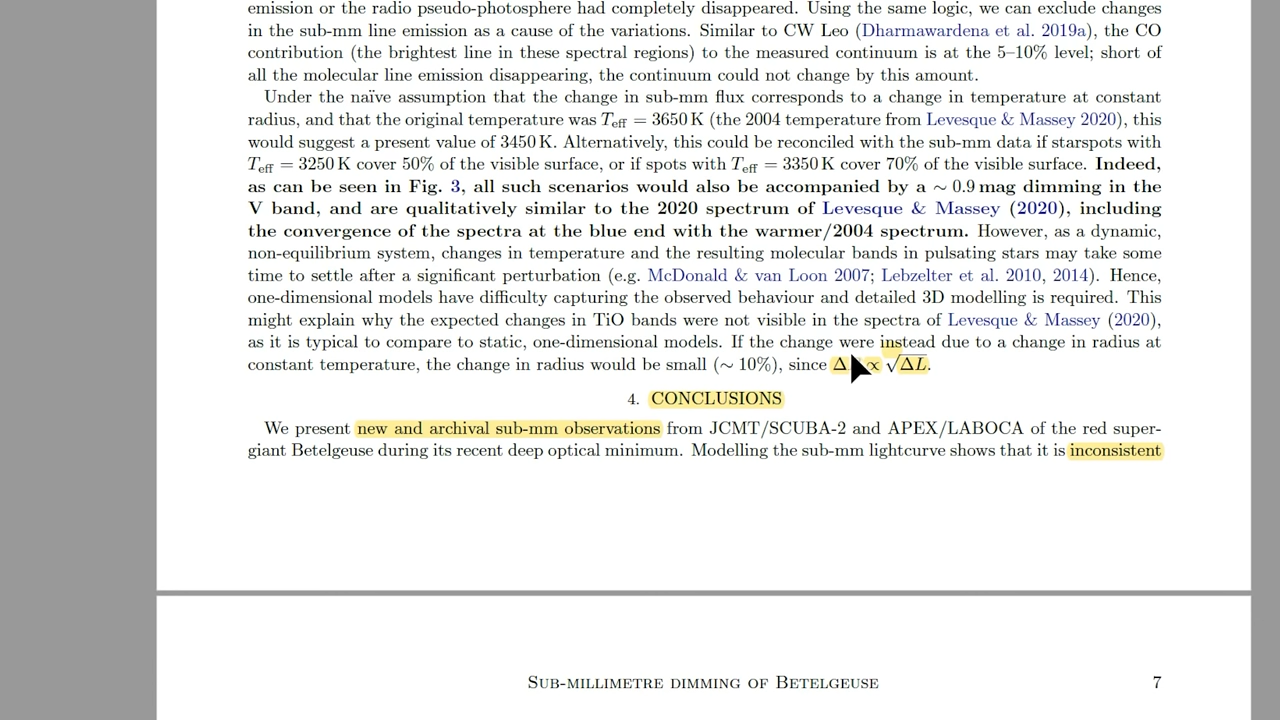 emission or the radio pseudo-photosphere had completely disappeared. Using the same logic, we can exclude changes
in the sub-mm line emission as a cause of the variations. Similar to CW Leo (Dharmawardena et al. 2019a), the CO
contribution (the brightest line in these spectral regions) to the measured continuum is at the 5–10% level; short of
all the molecular line emission disappearing, the continuum could not change by this amount.
Under the naïve assumption that the change in sub-mm flux corresponds to a change in temperature at constant
radius, and that the original temperature was Teff = 3650 K (the 2004 temperature from Levesque & Massey 2020), this
would suggest a present value of 3450 K. Alternatively, this could be reconciled with the sub-mm data if starspots with
Teff = 3250 K cover 50% of the visible surface, or if spots with Teff = 3350 K cover 70% of the visible surface. Indeed,
as can be seen in Fig. 3, all such scenarios would also be accompanied by a ∼ 0.9 mag dimming in the
V band, and are qualitatively similar to the 2020 spectrum of Levesque & Massey (2020), including
the convergence of the spectra at the blue end with the warmer/2004 spectrum. However, as a dynamic,
non-equilibrium system, changes in temperature and the resulting molecular bands in pulsating stars may take some
time to settle after a significant perturbation (e.g. McDonald & van Loon 2007; Lebzelter et al. 2010, 2014). Hence,
one-dimensional models have difficulty capturing the observed behaviour and detailed 3D modelling is required. This
might explain why the expected changes in TiO bands were not visible in the spectra of Levesque & Massey (2020),
as it is typical to compare to static, one-dimensional models. If the change were instead due to a change in radius at
constant temperature, the change in radius would be small (∼ 10%), since Δ ∝ √ΔL.
4. CONCLUSIONS
We present new and archival sub-mm observations from JCMT/SCUBA-2 and APEX/LABOCA of the red super-
giant Betelgeuse during its recent deep optical minimum. Modelling the sub-mm lightcurve shows that it is inconsistent
SUB-MILLIMETRE DIMMING OF BETELGEUSE 7